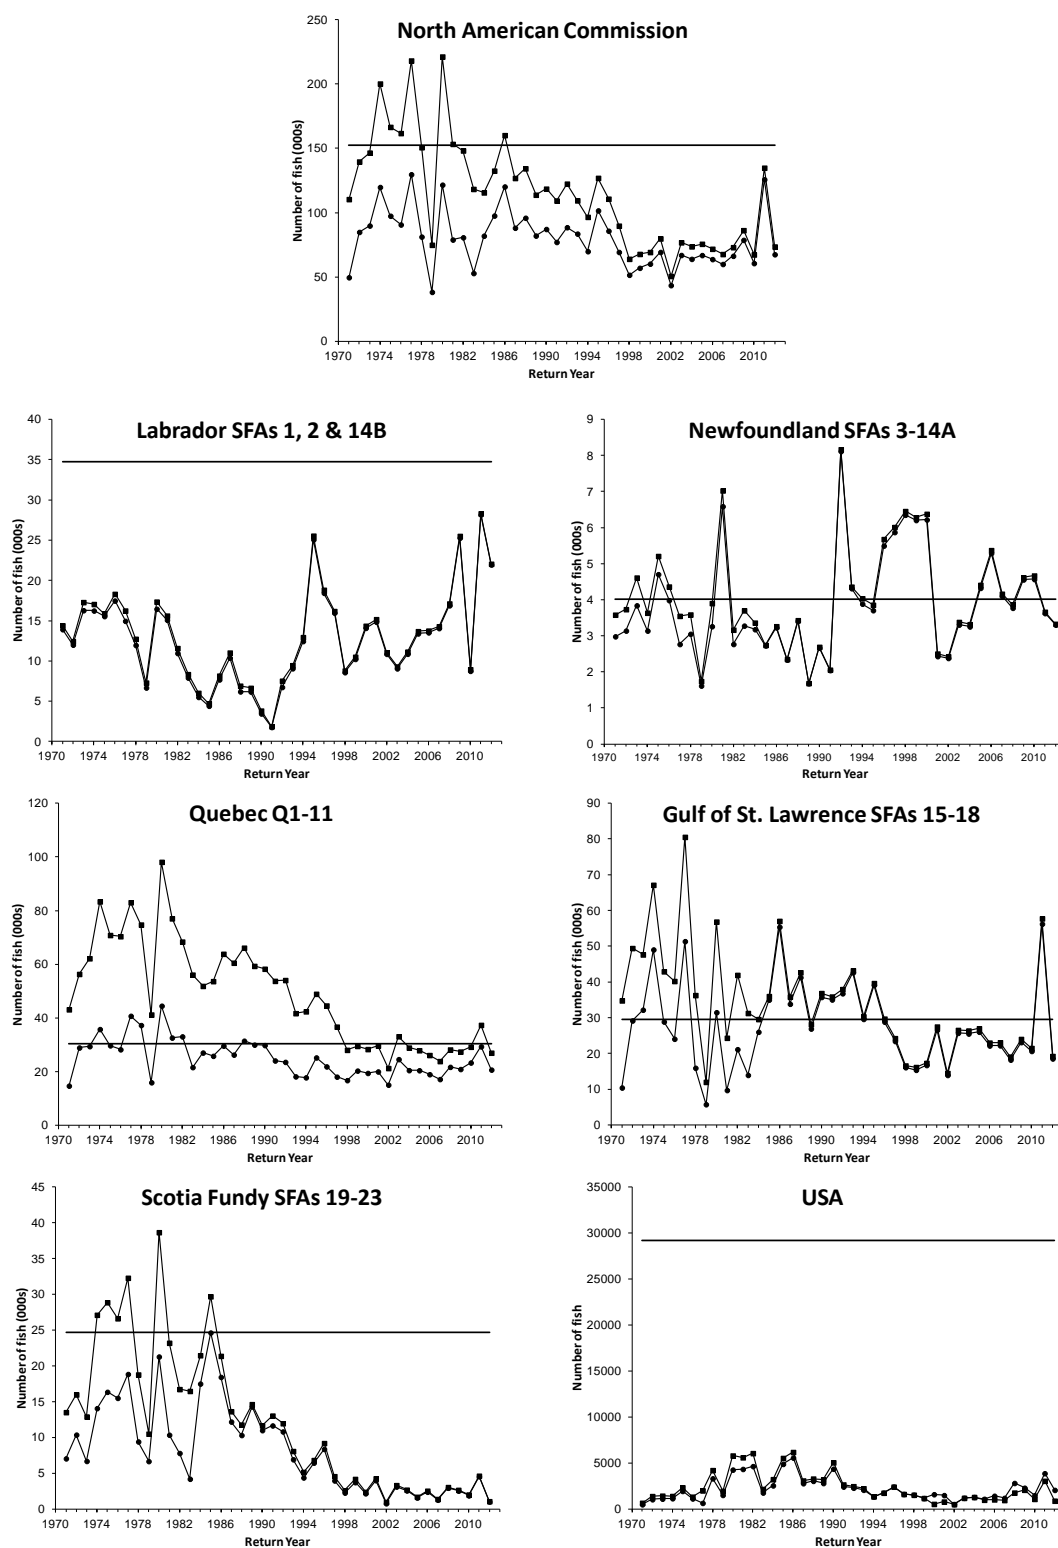 North American Commission
250
200
150
100
50
0
Number of fish (000s)
1970 1974 1978 1982 1986 1990 1994 1998 2002 2006 2010
Return Year
Labrador SFAs 1, 2 & 14B
40
35
30
25
20
15
10
5
0
Number of fish (000s)
1970 1974 1978 1982 1986 1990 1994 1998 2002 2006 2010
Return Year
Newfoundland SFAs 3-14A
9
8
7
6
5
4
3
2
1
0
Number of fish (000s)
1970 1974 1978 1982 1986 1990 1994 1998 2002 2006 2010
Return Year
Quebec Q1-11
120
100
80
60
40
20
0
Number of fish (000s)
1970 1974 1978 1982 1986 1990 1994 1998 2002 2006 2010
Return Year
Gulf of St. Lawrence SFAs 15-18
90
80
70
60
50
40
30
20
10
0
Number of fish (000s)
1970 1974 1978 1982 1986 1990 1994 1998 2002 2006 2010
Return Year
Scotia Fundy SFAs 19-23
45
40
35
30
25
20
15
10
5
0
Number of fish (000s)
1970 1974 1978 1982 1986 1990 1994 1998 2002 2006 2010
Return Year
USA
35000
30000
25000
20000
15000
10000
5000
0
Number of fish
1970 1974 1978 1982 1986 1990 1994 1998 2002 2006 2010
Return Year